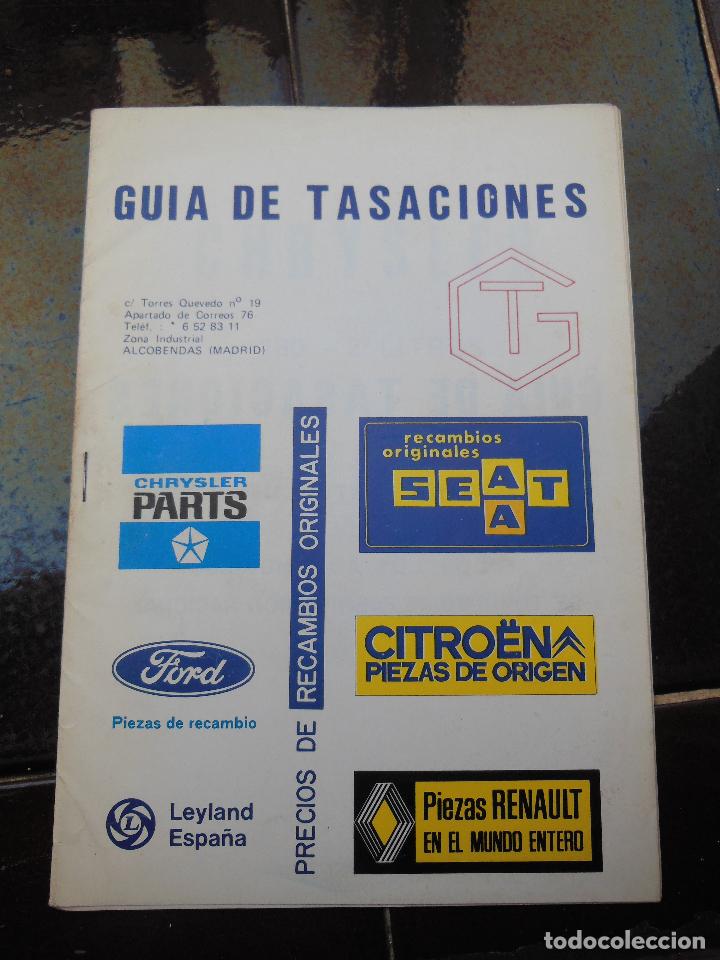 GUIA DE TASACIONES
c/ Torres Quevedo nº 19
Apartado de Correos 76
Teléf. : * 6 52 83 11
Zona Industrial
ALCOBENDAS (MADRID)
TG
CHRYSLER
PARTS
PRECIOS DE RECAMBIOS ORIGINALES
recambios
originales
SEAT
A
Ford
Piezas de recambio
CITROËN
PIEZAS DE ORIGEN
L
Leyland
España
Piezas RENAULT
EN EL MUNDO ENTERO
todocoleccion